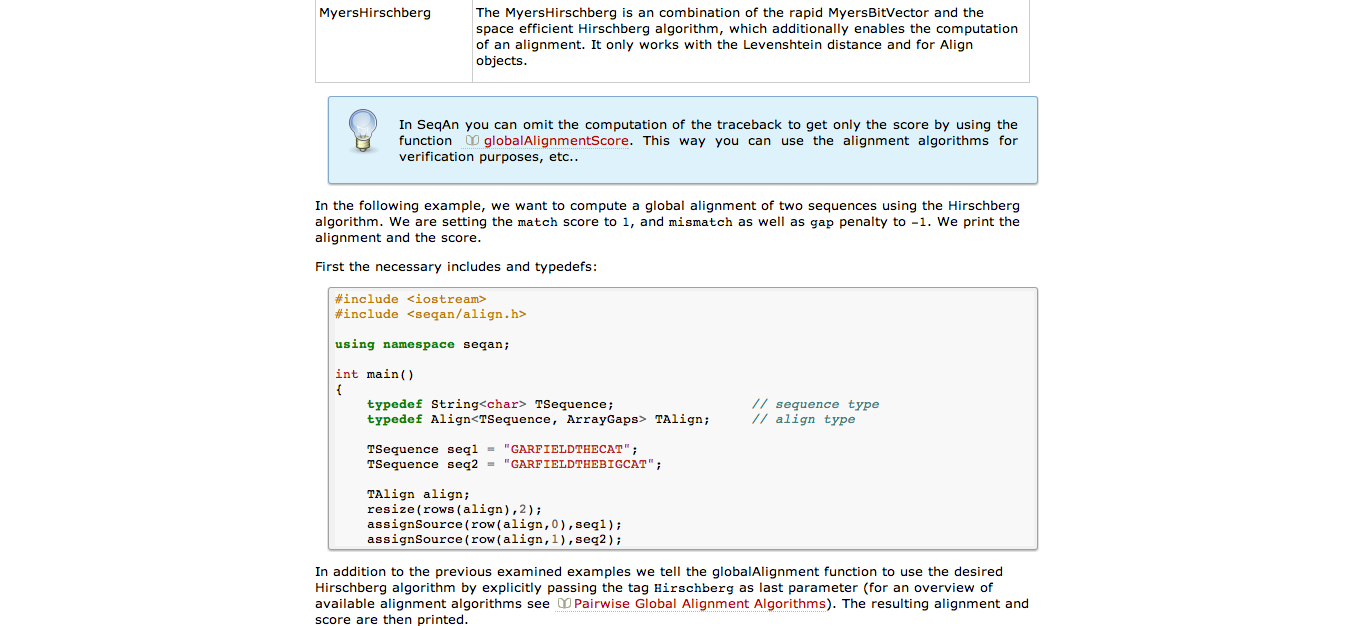 MyersHirschberg
The MyersHirschberg is an combination of the rapid MyersBitVector and the
space efficient Hirschberg algorithm, which additionally enables the computation
of an alignment. It only works with the Levenshtein distance and for Align
objects.
In SeqAn you can omit the computation of the traceback to get only the score by using the
function globalAlignmentScore. This way you can use the alignment algorithms for
verification purposes, etc..
In the following example, we want to compute a global alignment of two sequences using the Hirschberg
algorithm. We are setting the match score to 1, and mismatch as well as gap penalty to -1. We print the
alignment and the score.
First the necessary includes and typedefs:
#include <iostream>
#include <seqan/align.h>
using namespace seqan;
int main()
{
typedef String<char> TSequence; // sequence type
typedef Align<TSequence, ArrayGaps> TAlign; // align type
TSequence seq1 = "GARFIELDTHECAT";
TSequence seq2 = "GARFIELDTHEBIGCAT";
TAlign align;
resize(rows(align),2);
assignSource(row(align,0),seq1);
assignSource(row(align,1),seq2);
In addition to the previous examined examples we tell the globalAlignment function to use the desired
Hirschberg algorithm by explicitly passing the tag Hirschberg as last parameter (for an overview of
available alignment algorithms see Pairwise Global Alignment Algorithms). The resulting alignment and
score are then printed.